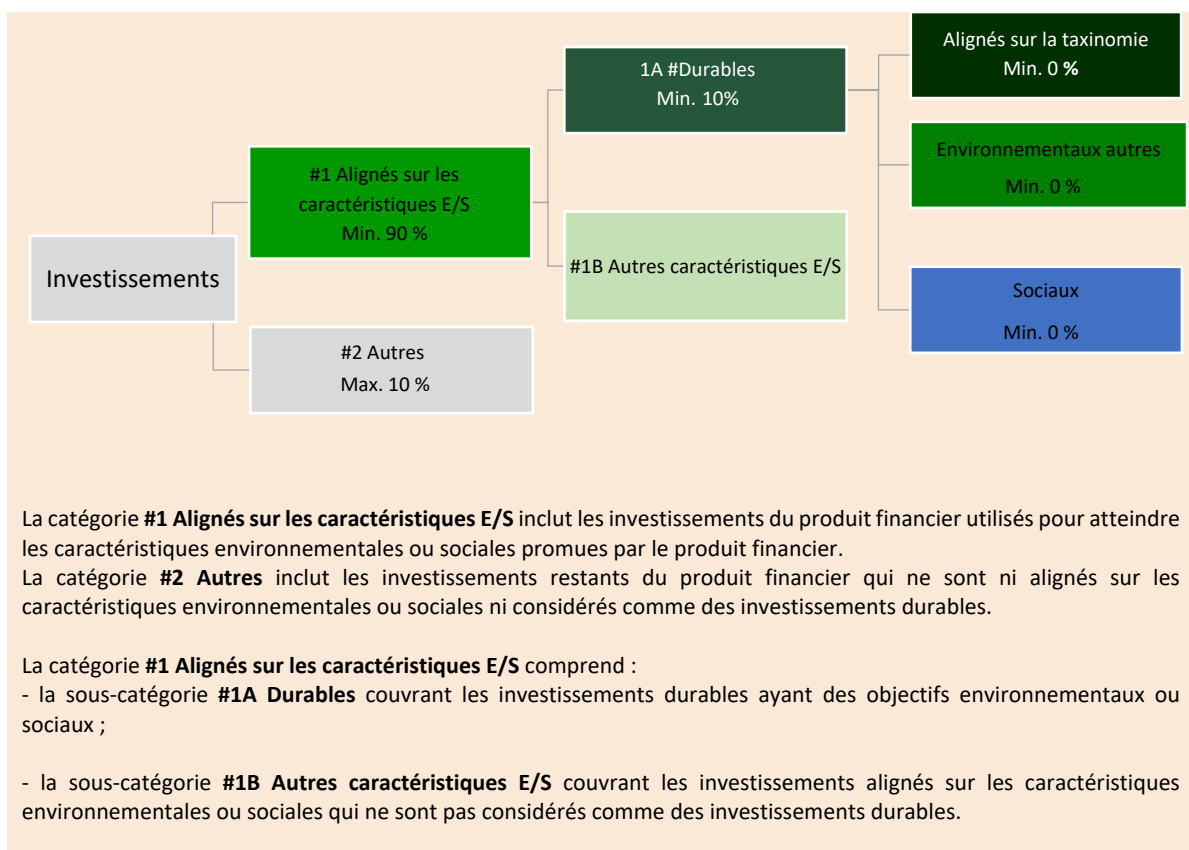 Investissements
#1 Alignés sur les
caractéristiques E/S
Min. 90 %
#2 Autres
Max. 10 %
1A #Durables
Min. 10%
#1B Autres caractéristiques E/S
Alignés sur la taxinomie
Min. 0 %
Environnementaux autres
Min. 0 %
Sociaux
Min. 0 %
La catégorie #1 Alignés sur les caractéristiques E/S inclut les investissements du produit financier utilisés pour atteindre
les caractéristiques environnementales ou sociales promues par le produit financier.
La catégorie #2 Autres inclut les investissements restants du produit financier qui ne sont ni alignés sur les
caractéristiques environnementales ou sociales ni considérés comme des investissements durables.
La catégorie #1 Alignés sur les caractéristiques E/S comprend :
- la sous-catégorie #1A Durables couvrant les investissements durables ayant des objectifs environnementaux ou
sociaux ;
- la sous-catégorie #1B Autres caractéristiques E/S couvrant les investissements alignés sur les caractéristiques
environnementales ou sociales qui ne sont pas considérés comme des investissements durables.